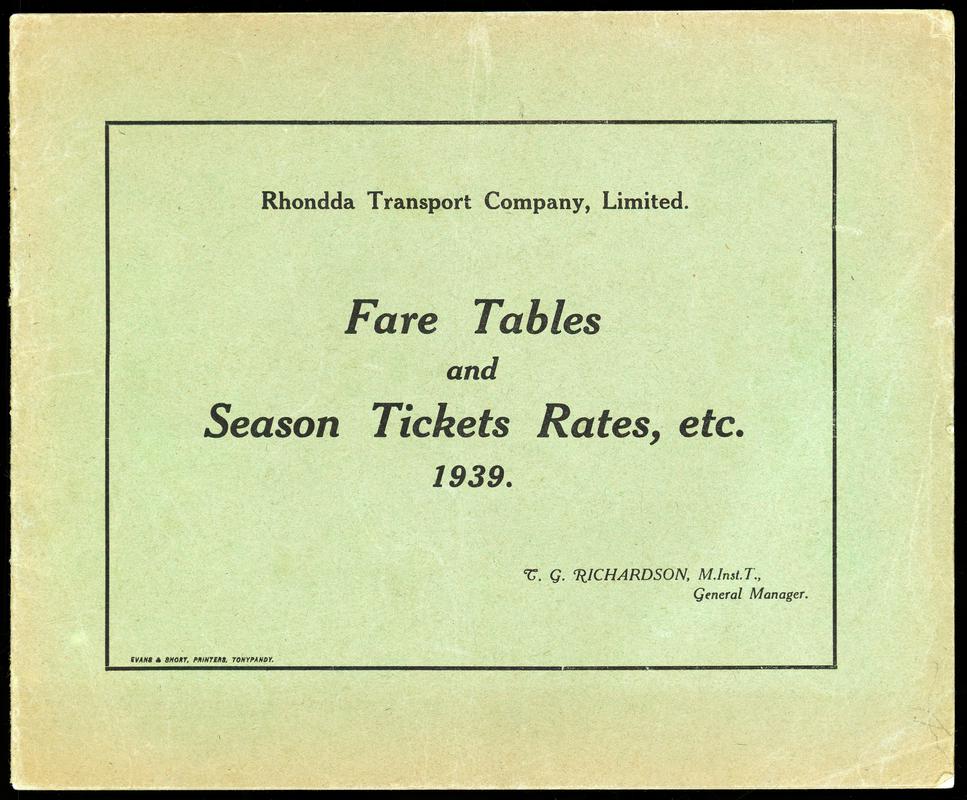 Rhondda Transport Company, Limited.
Fare Tables
and
Season Tickets Rates, etc.
1939.
T. G. RICHARDSON, M.Inst.T.,
General Manager.
EVANS & SHORT, PRINTERS, TONYPANDY.